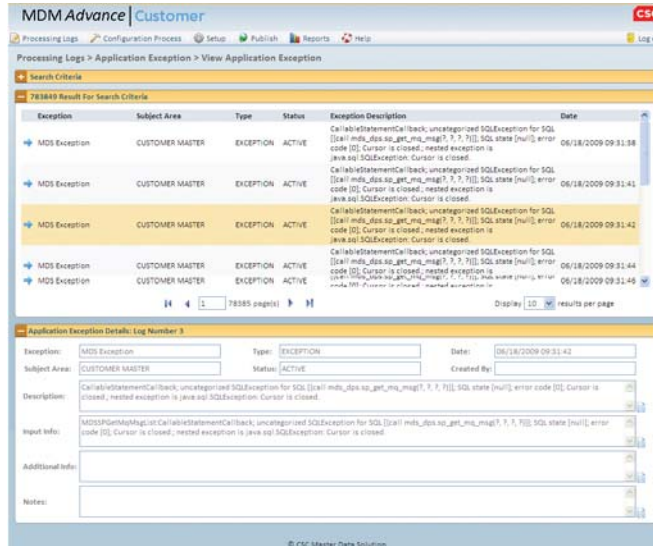 MDM Advance Customer
CSC
Processing Logs Configuration Process Setup Publish Reports Help
Processing Logs > Application Exception > View Application Exception
Search Criteria
783849 Result For Search Criteria
Exception Subject Area Type Status Exception Description Date
CallableStatementCallback; uncategorized SQLException for SQL
[{call mds_dps.sp_get_mq_msg(?, ?, ?, ?)}]; SQL state [null]; error
MDS Exception CUSTOMER MASTER EXCEPTION ACTIVE code [0]; Cursor is closed.; nested exception is 06/18/2009 09:31:38
java.sql.SQLException: Cursor is closed.
CallableStatementCallback; uncategorized SQLException for SQL
[{call mds_dps.sp_get_mq_msg(?, ?, ?, ?)}]; SQL state [null]; error
MDS Exception CUSTOMER MASTER EXCEPTION ACTIVE code [0]; Cursor is closed.; nested exception is 06/18/2009 09:31:41
java.sql.SQLException: Cursor is closed.
CallableStatementCallback; uncategorized SQLException for SQL
[{call mds_dps.sp_get_mq_msg(?, ?, ?, ?)}]; SQL state [null]; error
MDS Exception CUSTOMER MASTER EXCEPTION ACTIVE code [0]; Cursor is closed.; nested exception is 06/18/2009 09:31:42
java.sql.SQLException: Cursor is closed.
CallableStatementCallback; uncategorized SQLException for SQL
[{call mds_dps.sp_get_mq_msg(?, ?, ?, ?)}]; SQL state [null]; error
MDS Exception CUSTOMER MASTER EXCEPTION ACTIVE code [0]; Cursor is closed.; nested exception is 06/18/2009 09:31:44
MDS Exception CUSTOMER MASTER EXCEPTION ACTIVE code [0]; Cursor is closed.; nested exception is 06/18/2009 09:31:46
1 78385 page(s) Display 10 results per page
Application Exception Details: Log Number 3
Exception: MDS Exception Type: EXCEPTION Date: 06/18/2009 09:31:42
Subject Area: CUSTOMER MASTER Status: ACTIVE Created By:
Description: CallableStatementCallback; uncategorized SQLException for SQL [{call mds_dps.sp_get_mq_msg(?, ?, ?, ?)}]; SQL state [null]; error code [0]; Cursor is
closed.; nested exception is java.sql.SQLException: Cursor is closed.
Input Info: MDSSPGetMqMsgList:CallableStatementCallback; uncategorized SQLException for SQL [{call mds_dps.sp_get_mq_msg(?, ?, ?, ?)}]; SQL state [null]; error
code [0]; Cursor is closed.; nested exception is java.sql.SQLException: Cursor is closed.
Additional Info:
Notes:
© CSC Master Data Solution